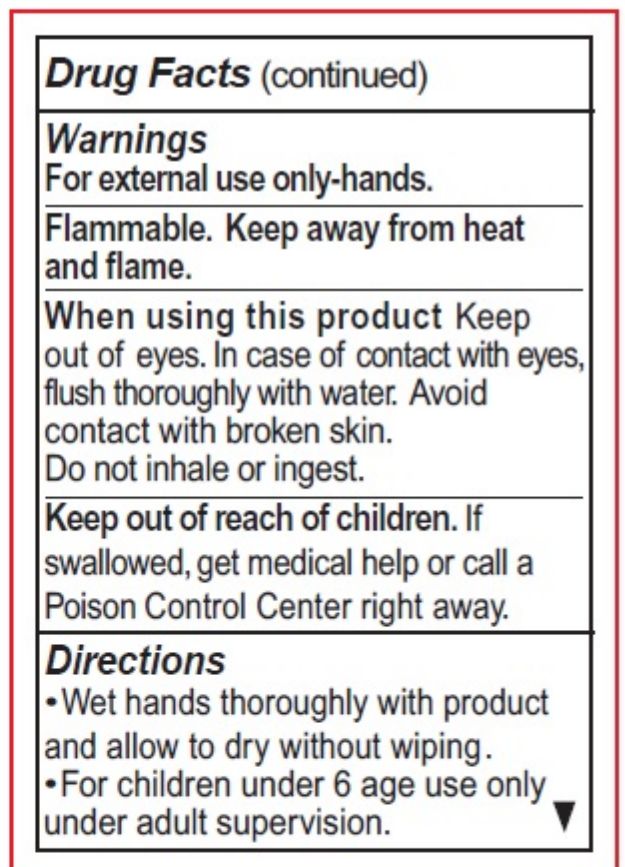 Drug Facts (continued)
Warnings
For external use only-hands.
Flammable. Keep away from heat
and flame.
When using this product Keep
out of eyes. In case of contact with eyes,
flush thoroughly with water. Avoid
contact with broken skin.
Do not inhale or ingest.
Keep out of reach of children. If
swallowed, get medical help or call a
Poison Control Center right away.
Directions
•Wet hands thoroughly with product
and allow to dry without wiping.
•For children under 6 age use only
under adult supervision. ▼